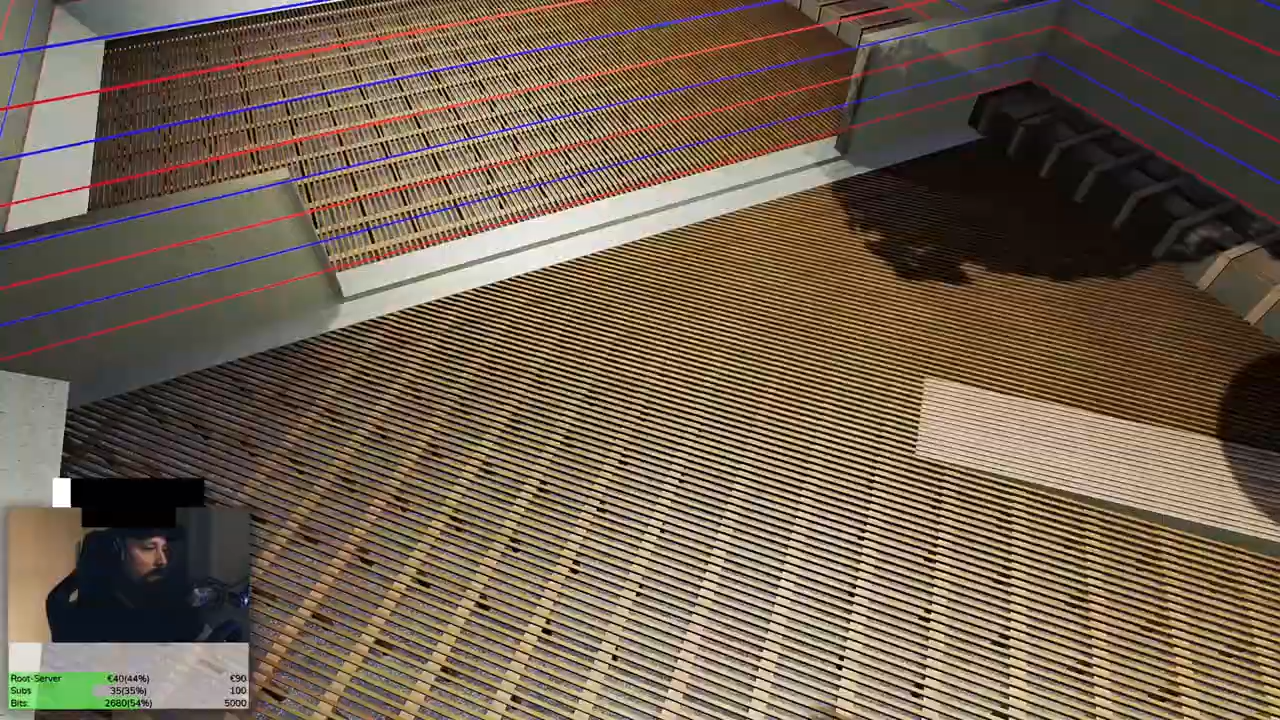 Root-Server €40(44%) €90
Subs 35(35%) 100
Bits: 2680(54%) 5000